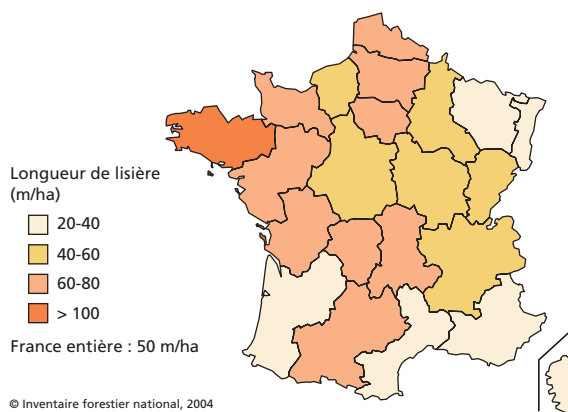 Longueur de lisière
(m/ha)
20-40
40-60
60-80
> 100
France entière : 50 m/ha
© Inventaire forestier national, 2004